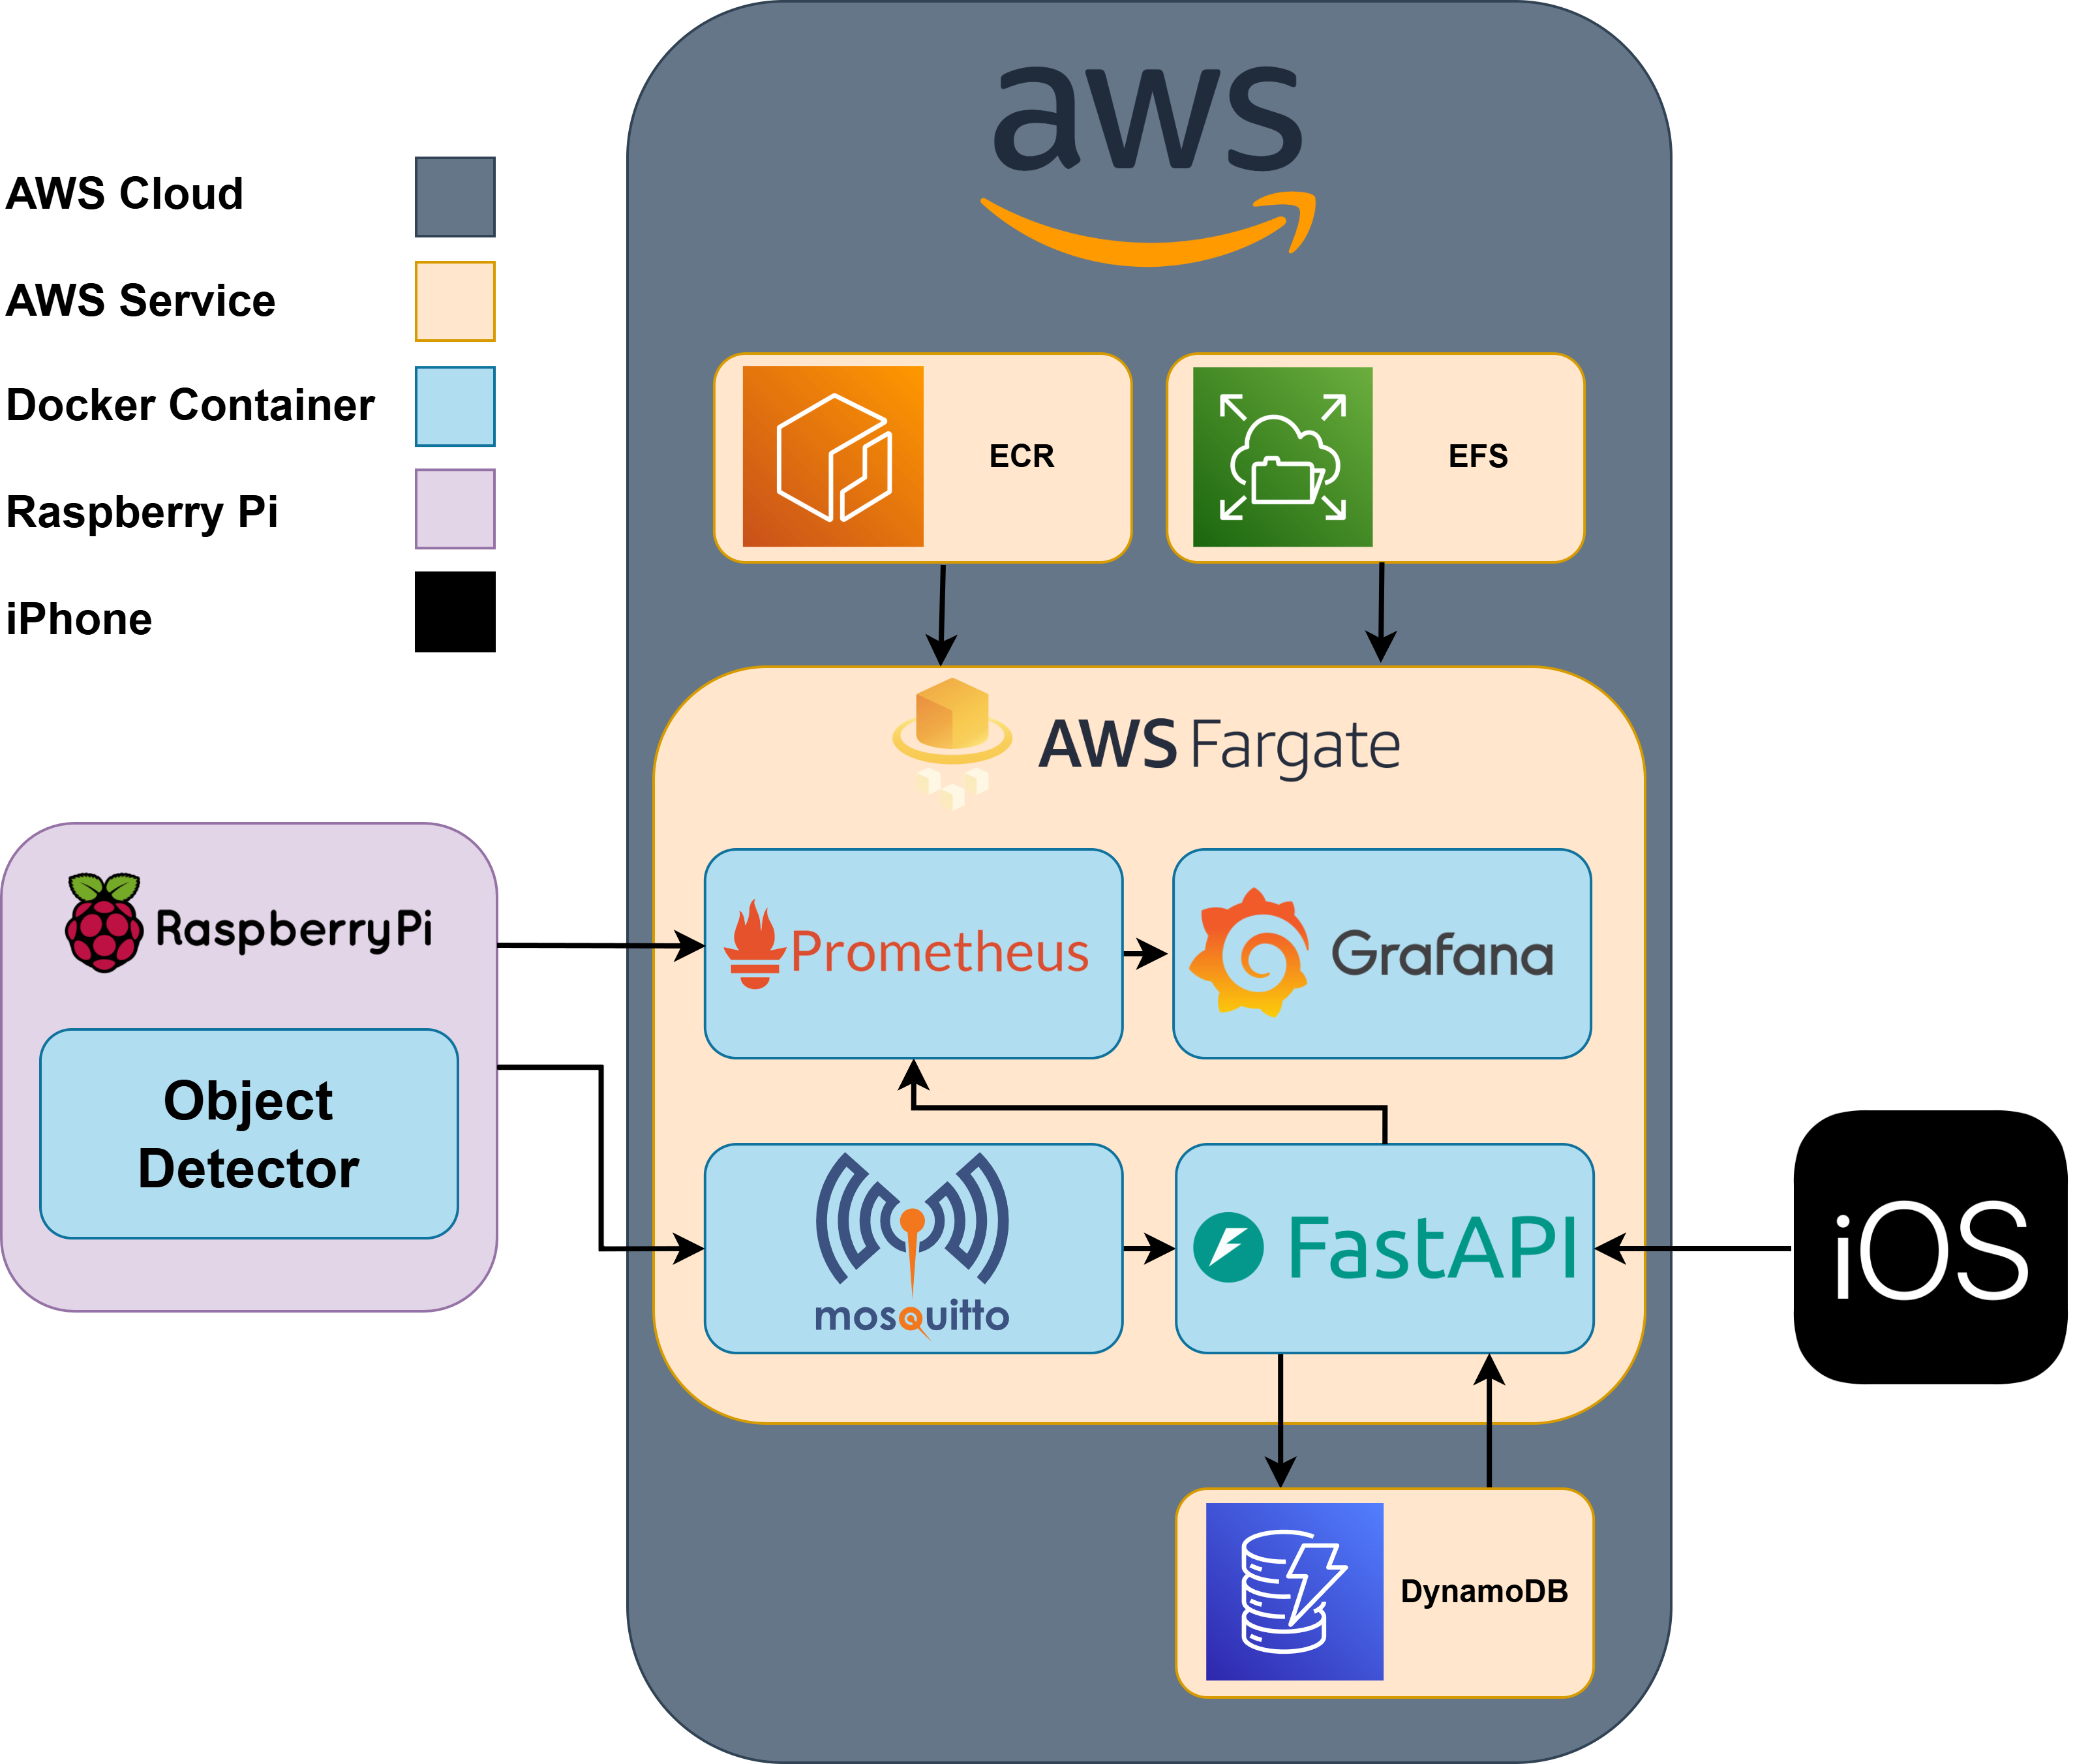 aws
AWS Cloud
AWS Service
Docker Container
Raspberry Pi
iPhone
ECR
EFS
AWS Fargate
RaspberryPi
Object
Detector
Prometheus
Grafana
mosquitto
FastAPI
iOS
DynamoDB